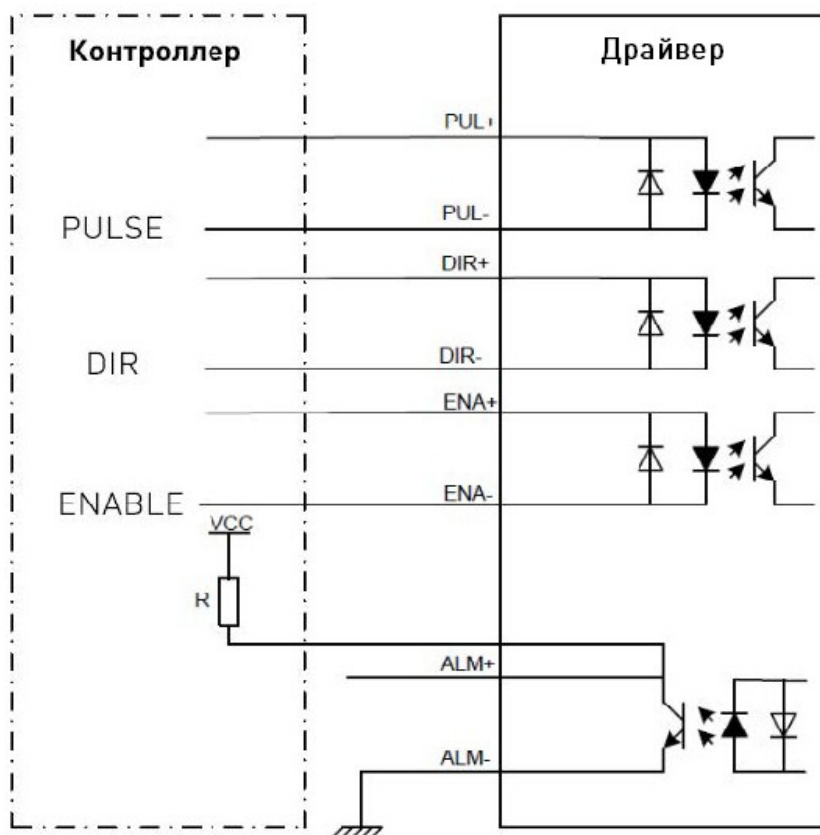 Контроллер
Драйвер
PUL+
PULSE
PUL-
DIR+
DIR
DIR-
ENA+
ENABLE
ENA-
VCC
R
ALM+
ALM-